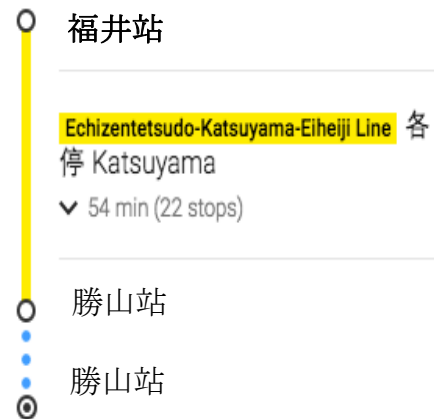 福井站
Echizentetsudo-Katsuyama-Eiheiji Line 各
停 Katsuyama
54 min (22 stops)
勝山站
勝山站